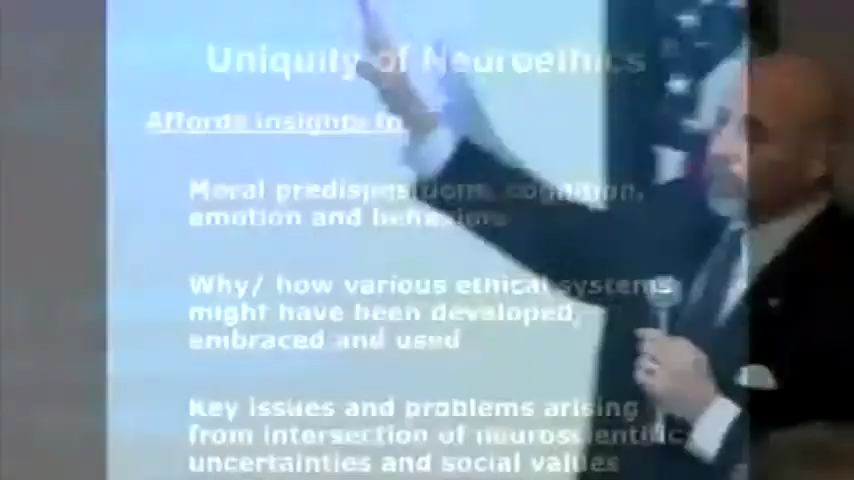 Uniquity of Neuroethics
Affords insights to
Moral predispositions, cognition,
emotion and behaviors
Why/ how various ethical systems
might have been developed,
embraced and used
Key issues and problems arising
from intersection of neuroscientific
uncertainties and social values